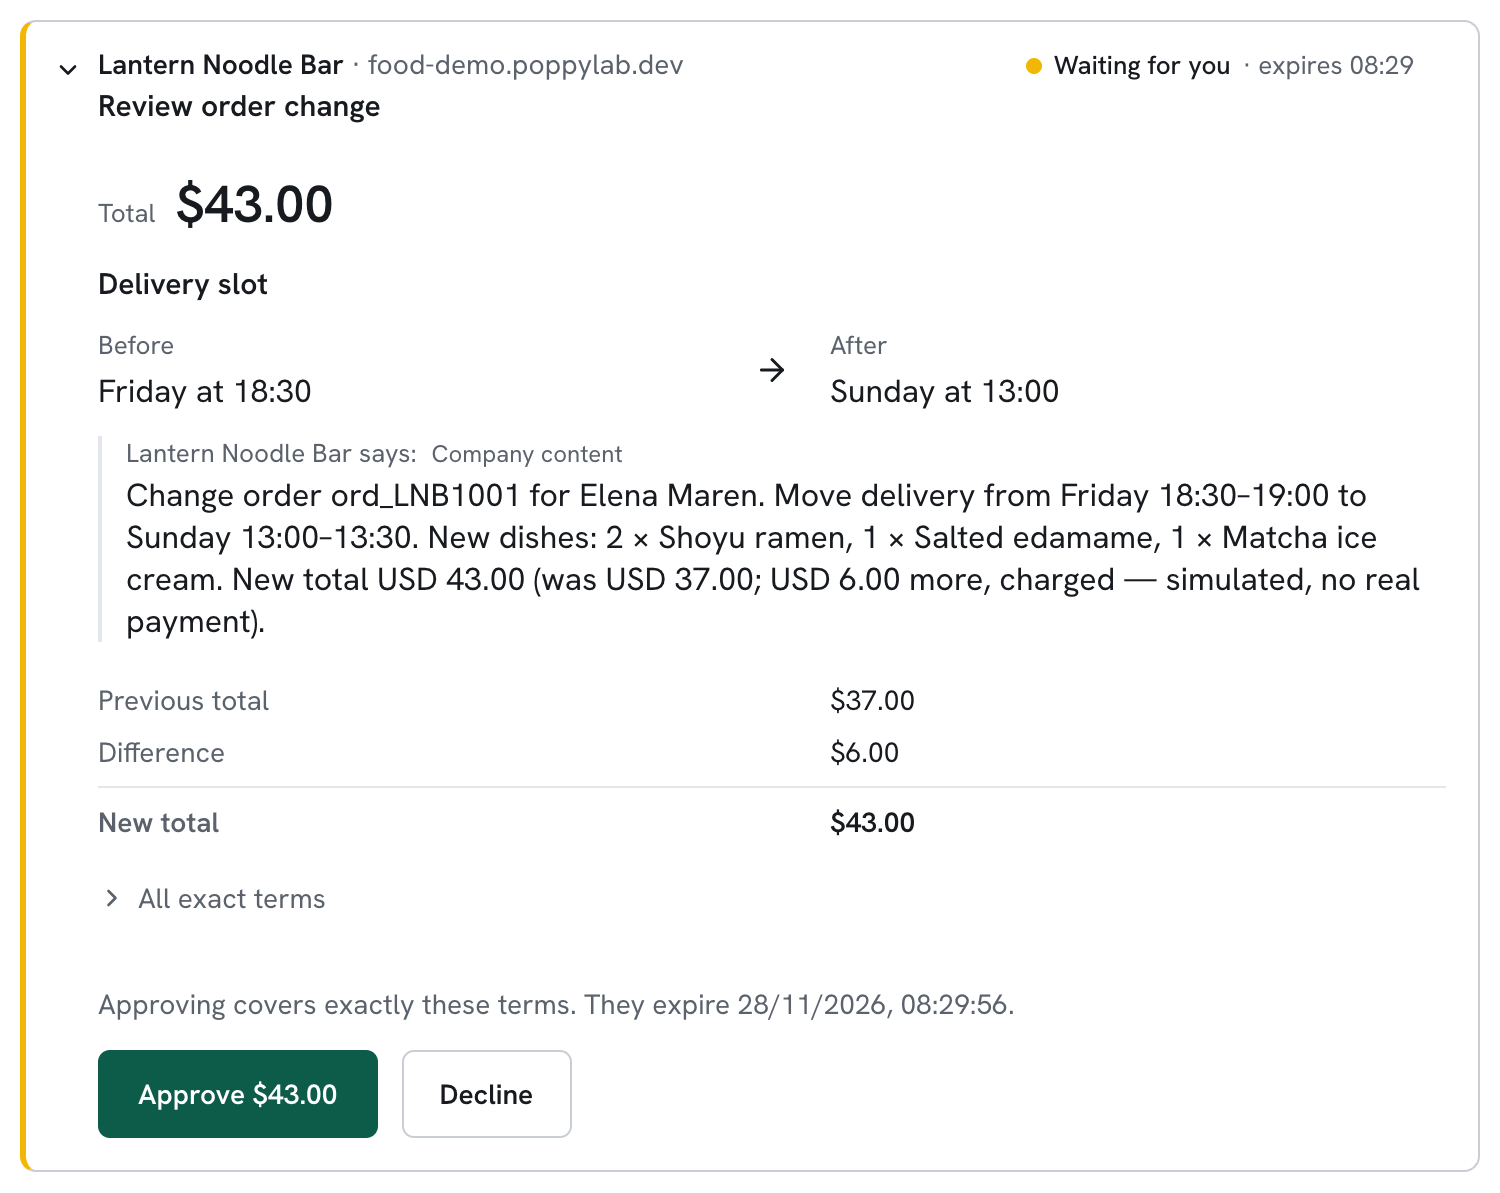 Lantern Noodle Bar · food-demo.poppylab.dev
Waiting for you · expires 08:29
Review order change
Total $43.00
Delivery slot
Before
Friday at 18:30
→
After
Sunday at 13:00
Lantern Noodle Bar says: Company content
Change order ord_LNB1001 for Elena Maren. Move delivery from Friday 18:30–19:00 to
Sunday 13:00–13:30. New dishes: 2 × Shoyu ramen, 1 × Salted edamame, 1 × Matcha ice
cream. New total USD 43.00 (was USD 37.00; USD 6.00 more, charged — simulated, no real
payment).
Previous total $37.00
Difference $6.00
New total $43.00
All exact terms
Approving covers exactly these terms. They expire 28/11/2026, 08:29:56.
Approve $43.00
Decline